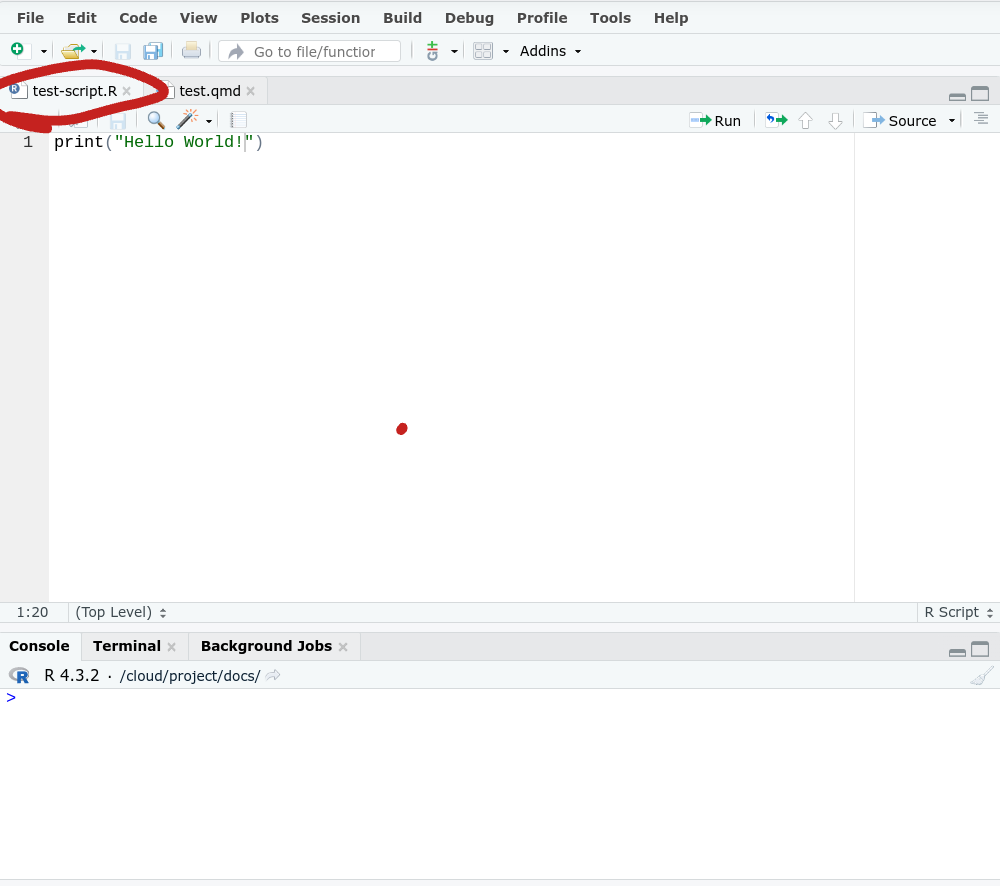 File Edit Code View Plots Session Build Debug Profile Tools Help
Go to file/function Addins
test-script.R test.qmd
Run Source
1 print("Hello World!")
1:20 (Top Level) R Script
Console Terminal Background Jobs
R 4.3.2 · /cloud/project/docs/
>